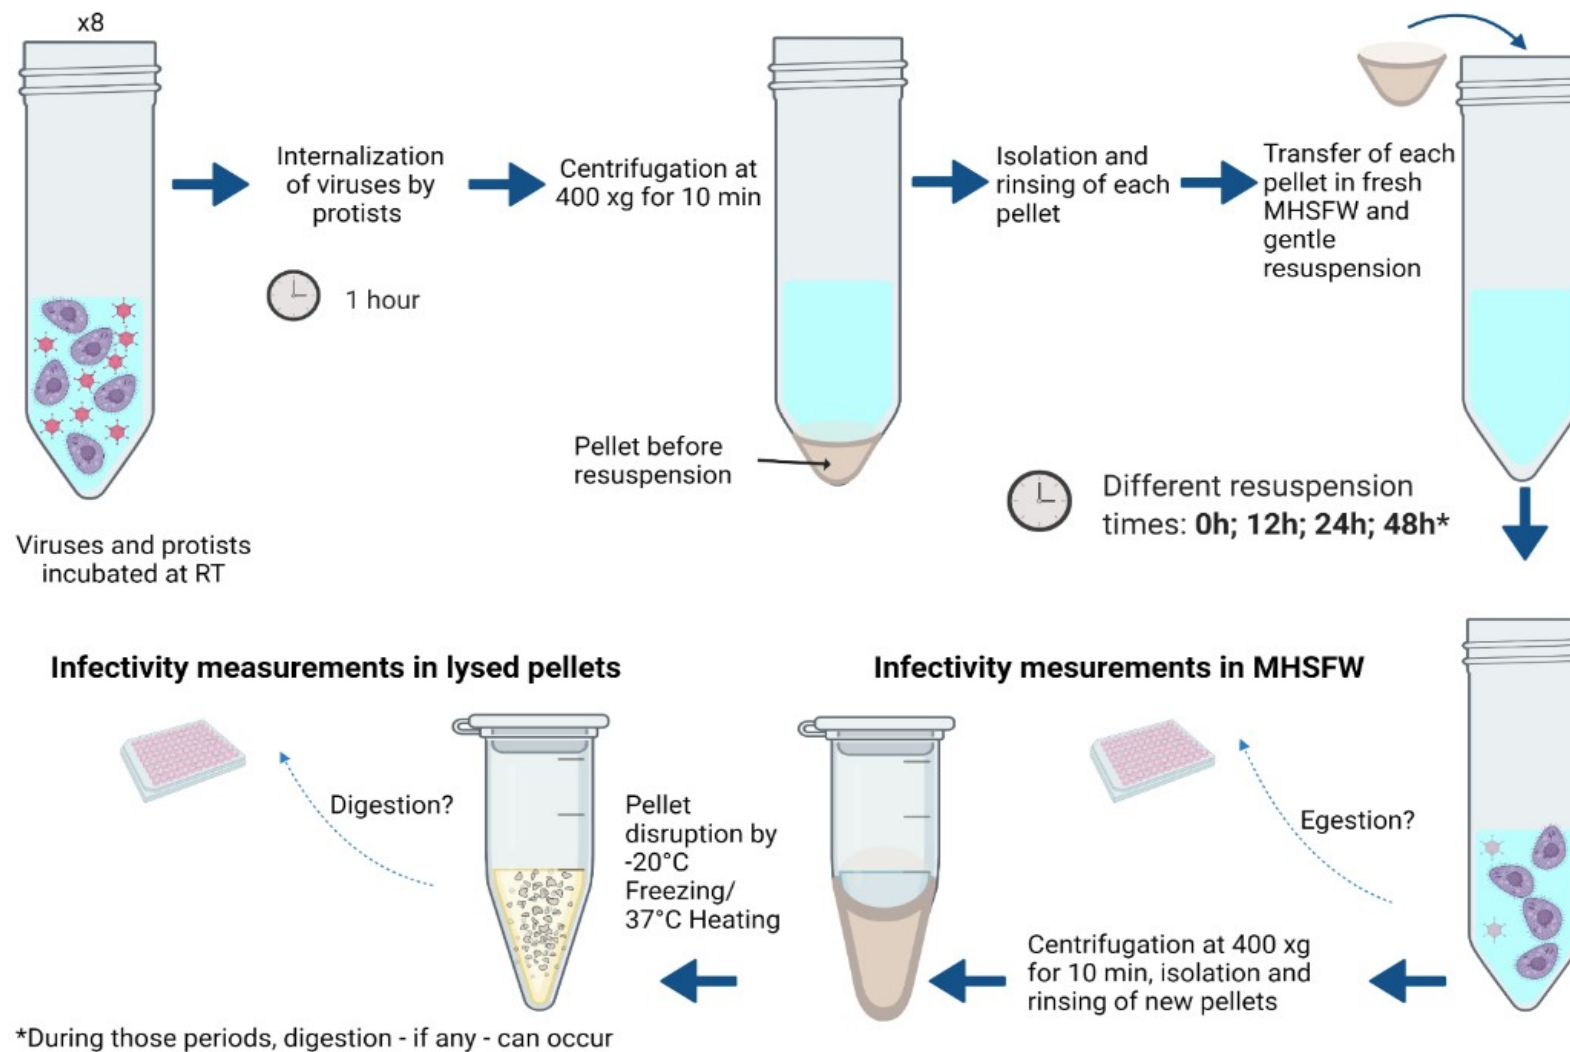 x8
Internalization
of viruses by
protists
1 hour
Centrifugation at
400 xg for 10 min
Isolation and
rinsing of each
pellet
Transfer of each
pellet in fresh
MHSFW and
gentle
resuspension
Pellet before
resuspension
Different resuspension
times: 0h; 12h; 24h; 48h*
Viruses and protists
incubated at RT
Infectivity measurements in lysed pellets
Infectivity mesurements in MHSFW
Digestion?
Pellet
disruption by
-20°C
Freezing/
37°C Heating
Egestion?
Centrifugation at 400 xg
for 10 min, isolation and
rinsing of new pellets
*During those periods, digestion - if any - can occur